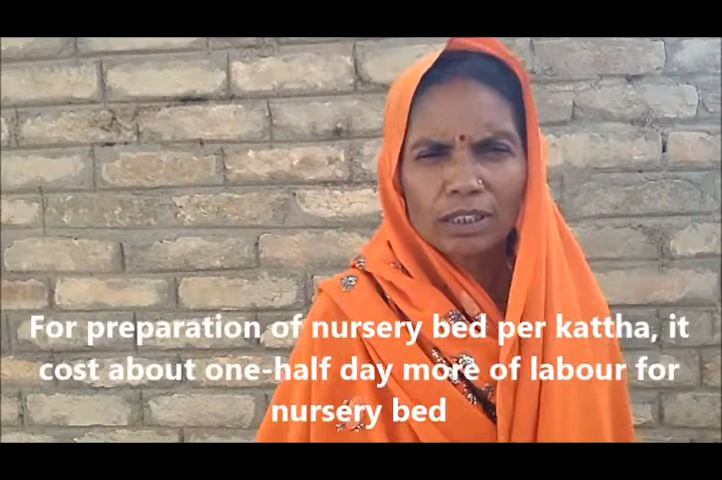 For preparation of nursery bed per kattha, it
cost about one-half day more of labour for
nursery bed